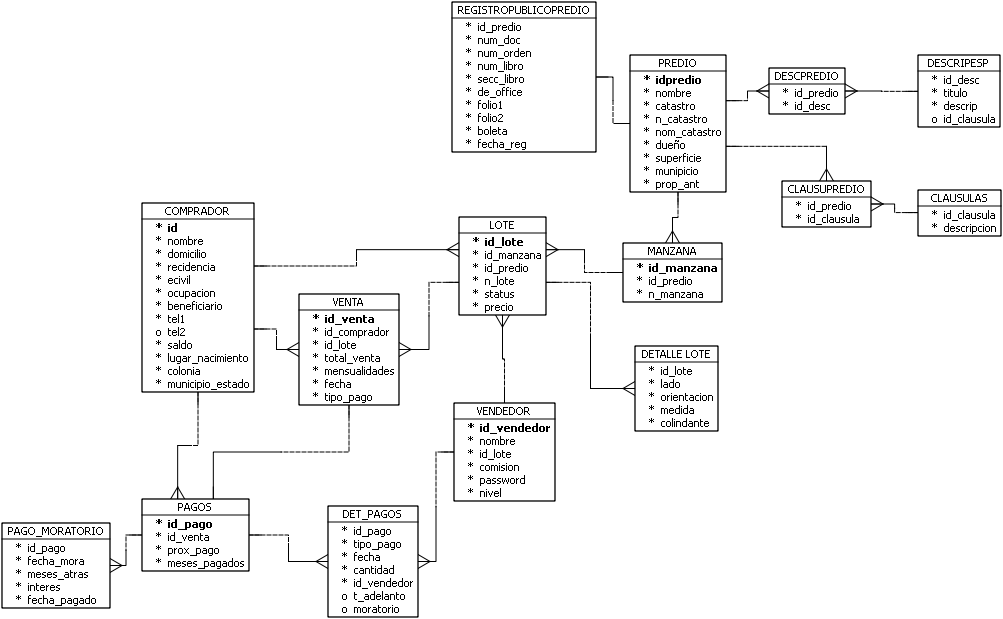 REGISTROPUBLICOPREDIO
* id_predio
* num_doc
* num_orden
* num_libro
* secc_libro
* de_office
* folio1
* folio2
* boleta
* fecha_reg
PREDIO
* idpredio
* nombre
* catastro
* n_catastro
* nom_catastro
* dueño
* superficie
* munipicio
* prop_ant
DESCPREDIO
* id_predio
* id_desc
DESCRIPESP
* id_desc
* titulo
* descrip
o id_clausula
CLAUSUPREDIO
* id_predio
* id_clausula
CLAUSULAS
* id_clausula
* descripcion
COMPRADOR
* id
* nombre
* domicilio
* recidencia
* ecivil
* ocupacion
* beneficiario
* tel1
o tel2
* saldo
* lugar_nacimiento
* colonia
* municipio_estado
LOTE
* id_lote
* id_manzana
* id_predio
* n_lote
* status
* precio
MANZANA
* id_manzana
* id_predio
* n_manzana
VENTA
* id_venta
* id_comprador
* id_lote
* total_venta
* mensualidades
* fecha
* tipo_pago
DETALLE LOTE
* id_lote
* lado
* orientacion
* medida
* colindante
VENDEDOR
* id_vendedor
* nombre
* id_lote
* comision
* password
* nivel
PAGOS
* id_pago
* id_venta
* prox_pago
* meses_pagados
DET_PAGOS
* id_pago
* tipo_pago
* fecha
* cantidad
* id_vendedor
o t_adelanto
o moratorio
PAGO_MORATORIO
* id_pago
* fecha_mora
* meses_atras
* interes
* fecha_pagado